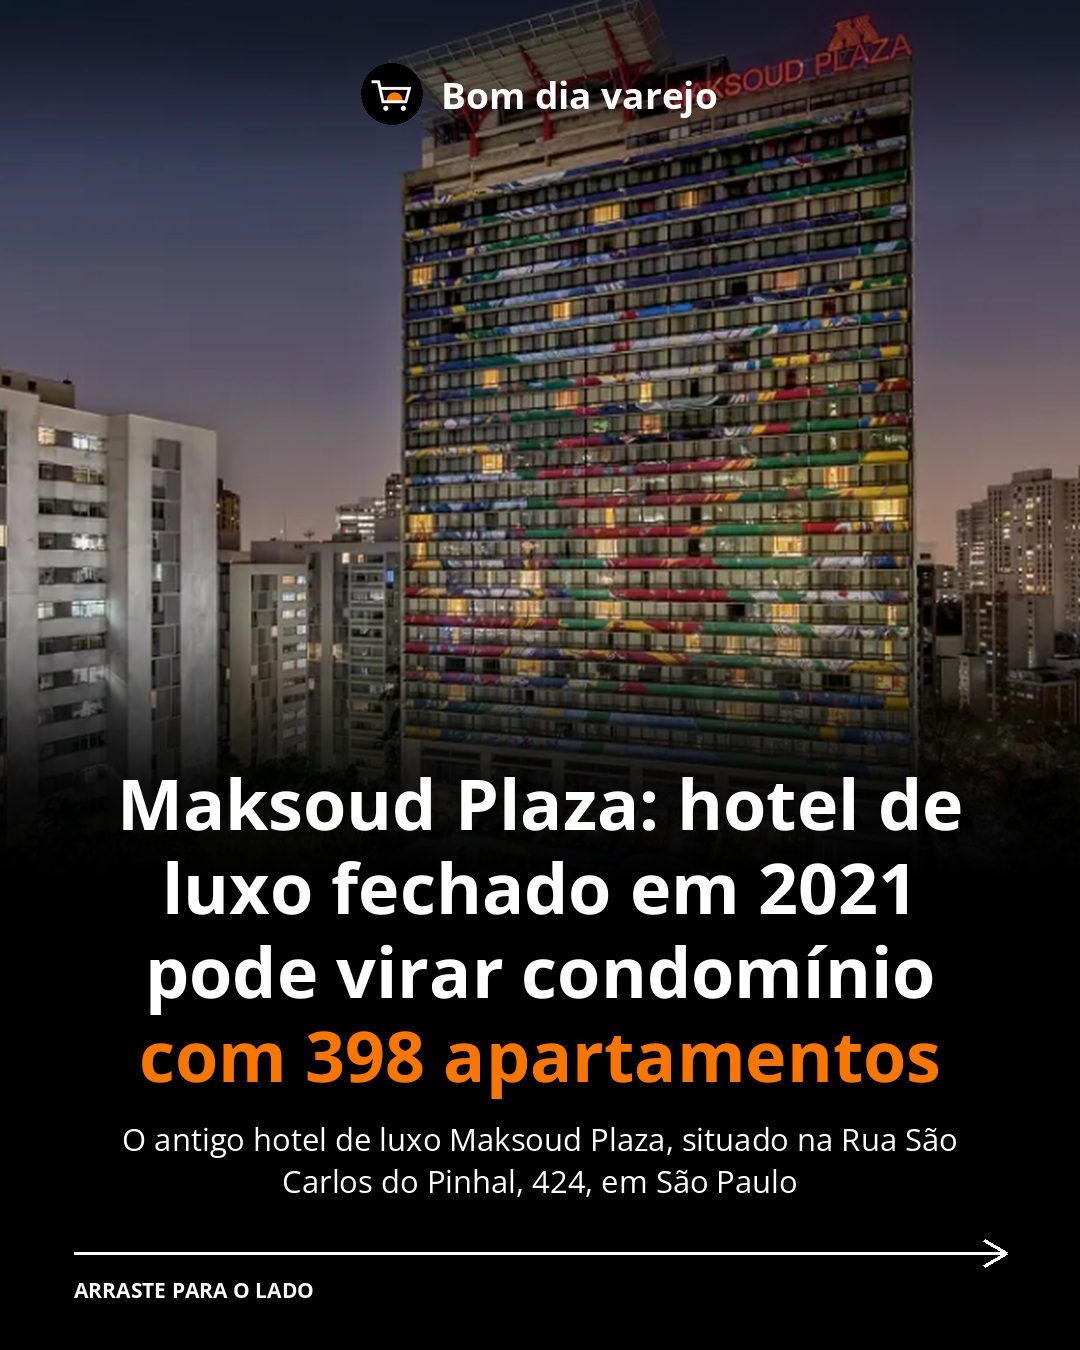 Bom dia varejo
KSOUD PLAZA
Maksoud Plaza: hotel de
luxo fechado em 2021
pode virar condomínio
com 398 apartamentos
O antigo hotel de luxo Maksoud Plaza, situado na Rua São
Carlos do Pinhal, 424, em São Paulo
ARRASTE PARA O LADO